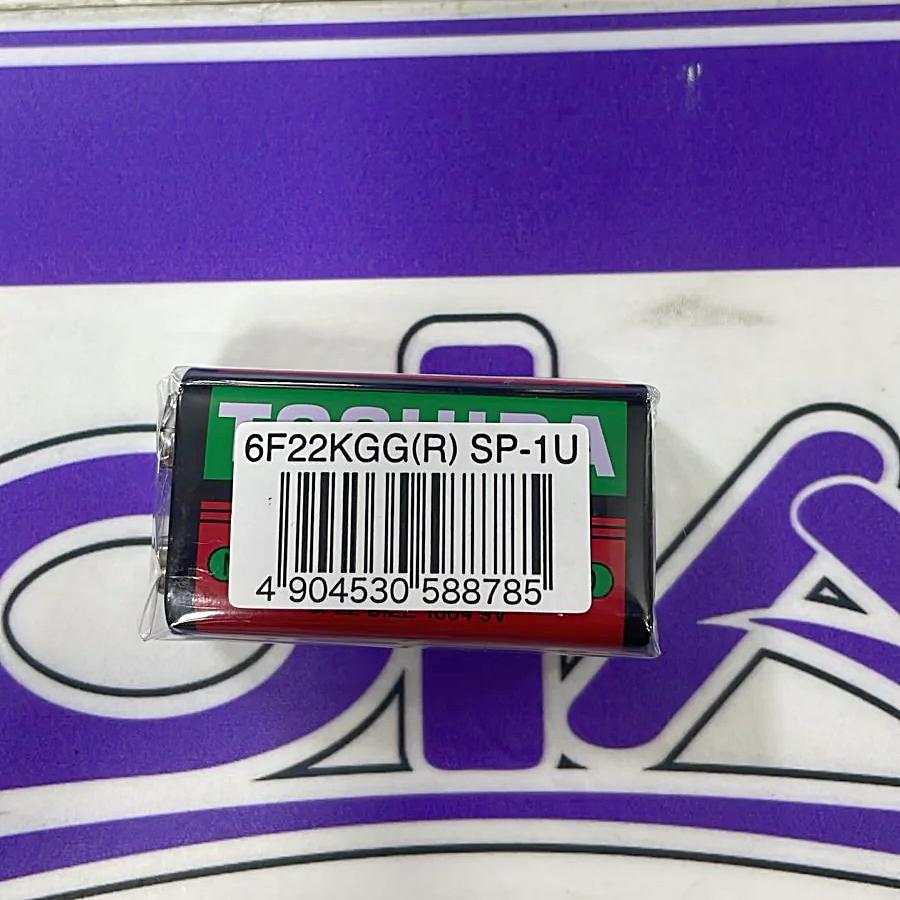 TOSHIBA
6F22KGG(R) SP-1U
4 904530 588785